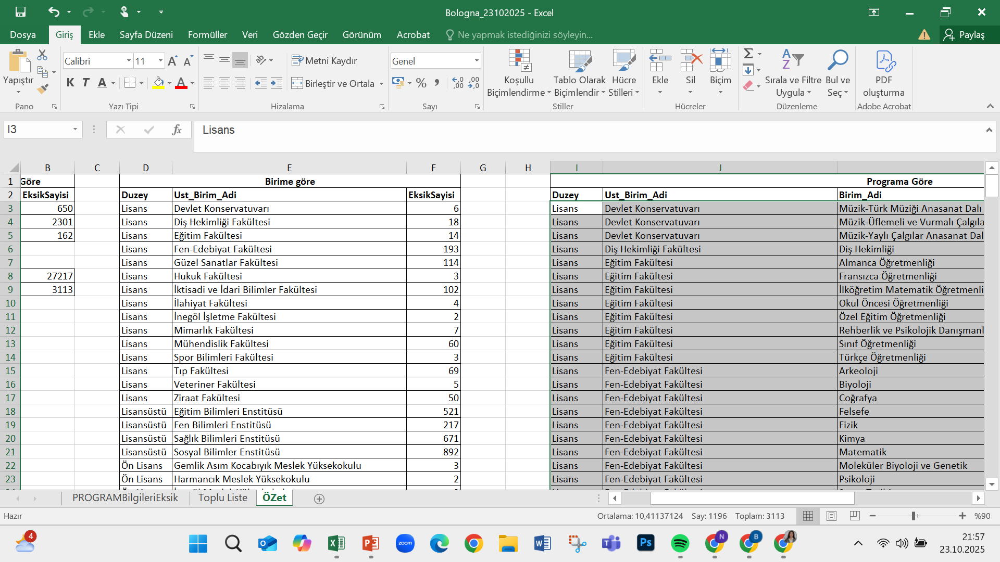 Bologna_23102025 - Excel
Dosya Giriş Ekle Sayfa Düzeni Formüller Veri Gözden Geçir Görünüm Acrobat Ne yapmak istediğinizi söyleyin... Paylaş
Calibri 11 Metni Kaydır Genel
Yapıştır K T A Birleştir ve Ortala % ,00
Koşullu Biçimlendirme Tablo Olarak Biçimlendir Hücre Stilleri Ekle Sil Biçim Sırala ve Filtre Uygula Bul ve Seç PDF oluşturma
Pano Yazı Tipi Hizalama Sayı Stiller Hücreler Düzenleme Adobe Acrobat
I3 fx Lisans
B C D E F G H I J
1 Göre Birime göre Programa Göre
2 EksikSayisi Duzey Ust_Birim_Adi EksikSayisi Duzey Ust_Birim_Adi Birim_Adi
3 650 Lisans Devlet Konservatuvarı 6 Lisans Devlet Konservatuvarı Müzik-Türk Müziği Anasanat Dalı
4 2301 Lisans Diş Hekimliği Fakültesi 18 Lisans Devlet Konservatuvarı Müzik-Üflemeli ve Vurmalı Çalgıla
5 162 Lisans Eğitim Fakültesi 14 Lisans Devlet Konservatuvarı Müzik-Yaylı Çalgılar Anasanat Dal
6 Lisans Fen-Edebiyat Fakültesi 193 Lisans Diş Hekimliği Fakültesi Diş Hekimliği
7 Lisans Güzel Sanatlar Fakültesi 114 Lisans Eğitim Fakültesi Almanca Öğretmenliği
8 27217 Lisans Hukuk Fakültesi 3 Lisans Eğitim Fakültesi Fransızca Öğretmenliği
9 3113 Lisans İktisadi ve İdari Bilimler Fakültesi 102 Lisans Eğitim Fakültesi İlköğretim Matematik Öğretmenli
10 Lisans İlahiyat Fakültesi 4 Lisans Eğitim Fakültesi Okul Öncesi Öğretmenliği
11 Lisans İnegöl İşletme Fakültesi 2 Lisans Eğitim Fakültesi Özel Eğitim Öğretmenliği
12 Lisans Mimarlık Fakültesi 7 Lisans Eğitim Fakültesi Rehberlik ve Psikolojik Danışmanl
13 Lisans Mühendislik Fakültesi 60 Lisans Eğitim Fakültesi Sınıf Öğretmenliği
14 Lisans Spor Bilimleri Fakültesi 3 Lisans Eğitim Fakültesi Türkçe Öğretmenliği
15 Lisans Tıp Fakültesi 69 Lisans Fen-Edebiyat Fakültesi Arkeoloji
16 Lisans Veteriner Fakültesi 5 Lisans Fen-Edebiyat Fakültesi Biyoloji
17 Lisans Ziraat Fakültesi 50 Lisans Fen-Edebiyat Fakültesi Coğrafya
18 Lisansüstü Eğitim Bilimleri Enstitüsü 521 Lisans Fen-Edebiyat Fakültesi Felsefe
19 Lisansüstü Fen Bilimleri Enstitüsü 217 Lisans Fen-Edebiyat Fakültesi Fizik
20 Lisansüstü Sağlık Bilimleri Enstitüsü 671 Lisans Fen-Edebiyat Fakültesi Kimya
21 Lisansüstü Sosyal Bilimler Enstitüsü 892 Lisans Fen-Edebiyat Fakültesi Matematik
22 Ön Lisans Gemlik Asım Kocabıyık Meslek Yüksekokulu 3 Lisans Fen-Edebiyat Fakültesi Moleküler Biyoloji ve Genetik
23 Ön Lisans Harmancık Meslek Yüksekokulu 2 Lisans Fen-Edebiyat Fakültesi Psikoloji
PROGRAMBilgileriEksik Toplu Liste ÖZet
Hazır Ortalama: 10,41137124 Say: 1196 Toplam: 3113 %90
4 zoom Ps N B 21:57
23.10.2025